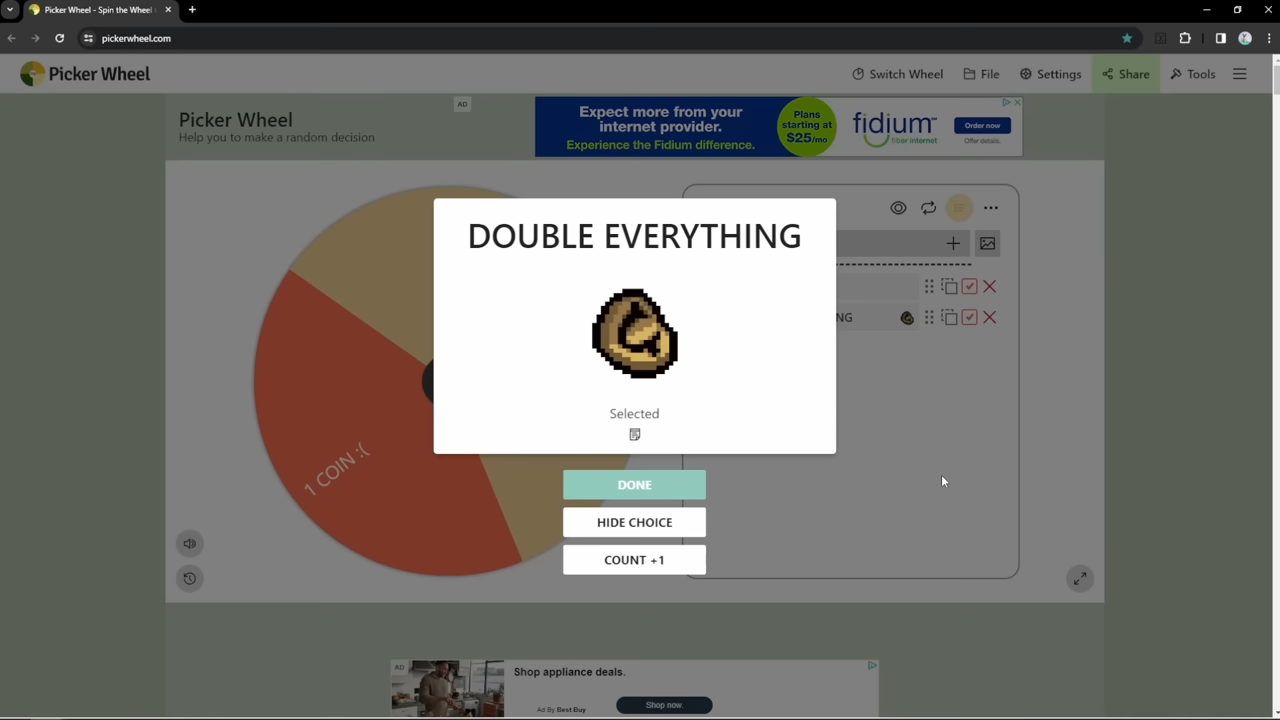 Picker Wheel - Spin the Wheel
pickerwheel.com
Picker Wheel
Switch Wheel
File
Settings
Share
Tools
Picker Wheel
Help you to make a random decision
AD
Expect more from your
internet provider.
Experience the Fidium difference.
Plans
starting at
$25/mo
fidium
fiber internet
Order now
Offer details.
DOUBLE EVERYTHING
NG
Selected
1 COIN :(
DONE
HIDE CHOICE
COUNT +1
AD
Shop appliance deals.
Ad By Best Buy
Shop now